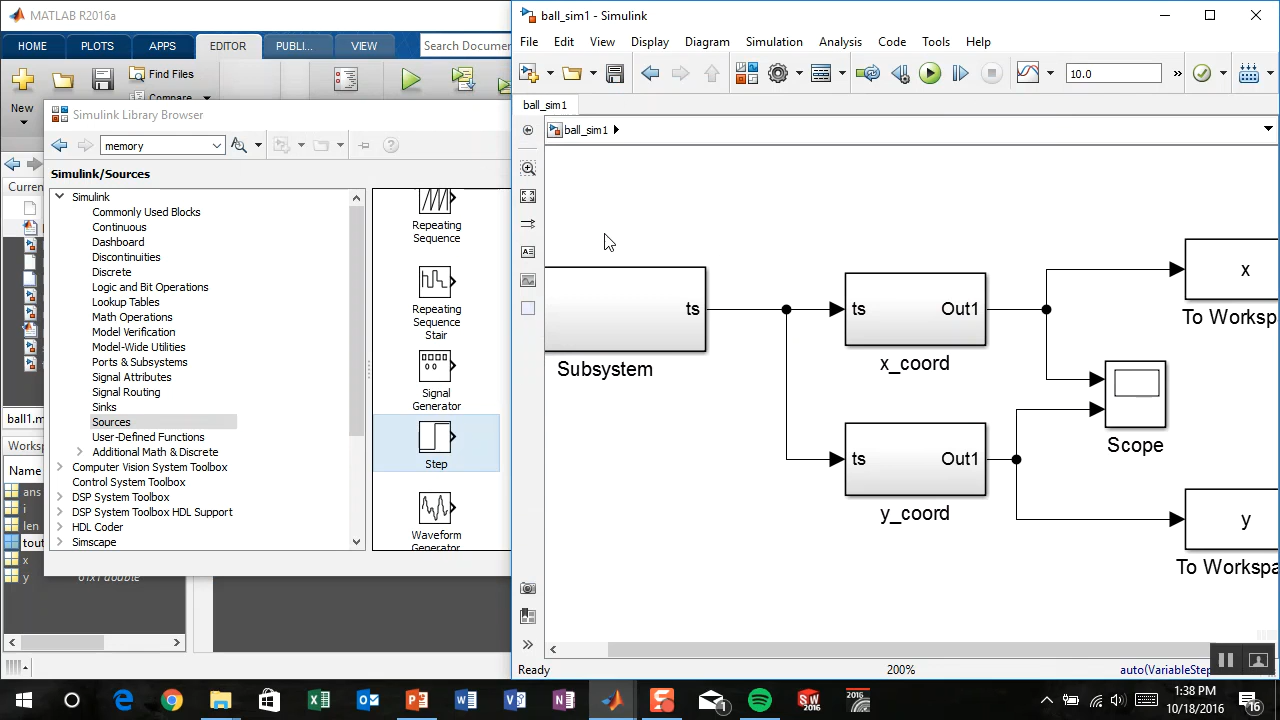 MATLAB R2016a
HOME
PLOTS
APPS
EDITOR
PUBLI...
VIEW
Search Docume
New
Find Files
Compare
Simulink Library Browser
memory
Simulink/Sources
Curren
ball1.m
Worksp
Name
ans
i
len
tout
x
y
Simulink
Commonly Used Blocks
Continuous
Dashboard
Discontinuities
Discrete
Logic and Bit Operations
Lookup Tables
Math Operations
Model Verification
Model-Wide Utilities
Ports & Subsystems
Signal Attributes
Signal Routing
Sinks
Sources
User-Defined Functions
Additional Math & Discrete
Computer Vision System Toolbox
Control System Toolbox
DSP System Toolbox
DSP System Toolbox HDL Support
HDL Coder
Simscape
Repeating
Sequence
Repeating
Sequence
Stair
Signal
Generator
Step
Waveform
Generator
ball_sim1 - Simulink
File
Edit
View
Display
Diagram
Simulation
Analysis
Code
Tools
Help
10.0
ball_sim1
ball_sim1
ts
Subsystem
ts
Out1
x_coord
ts
Out1
y_coord
x
To Workspa
Scope
y
To Workspa
Ready
200%
auto(VariableStep
1:38 PM
10/18/2016
16